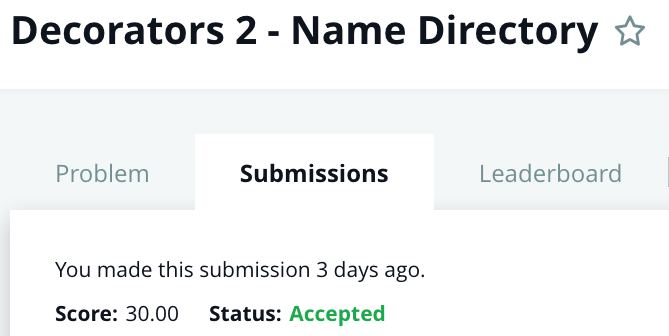 Decorators 2 - Name Directory
Problem Submissions Leaderboard
You made this submission 3 days ago.
Score: 30.00 Status: Accepted